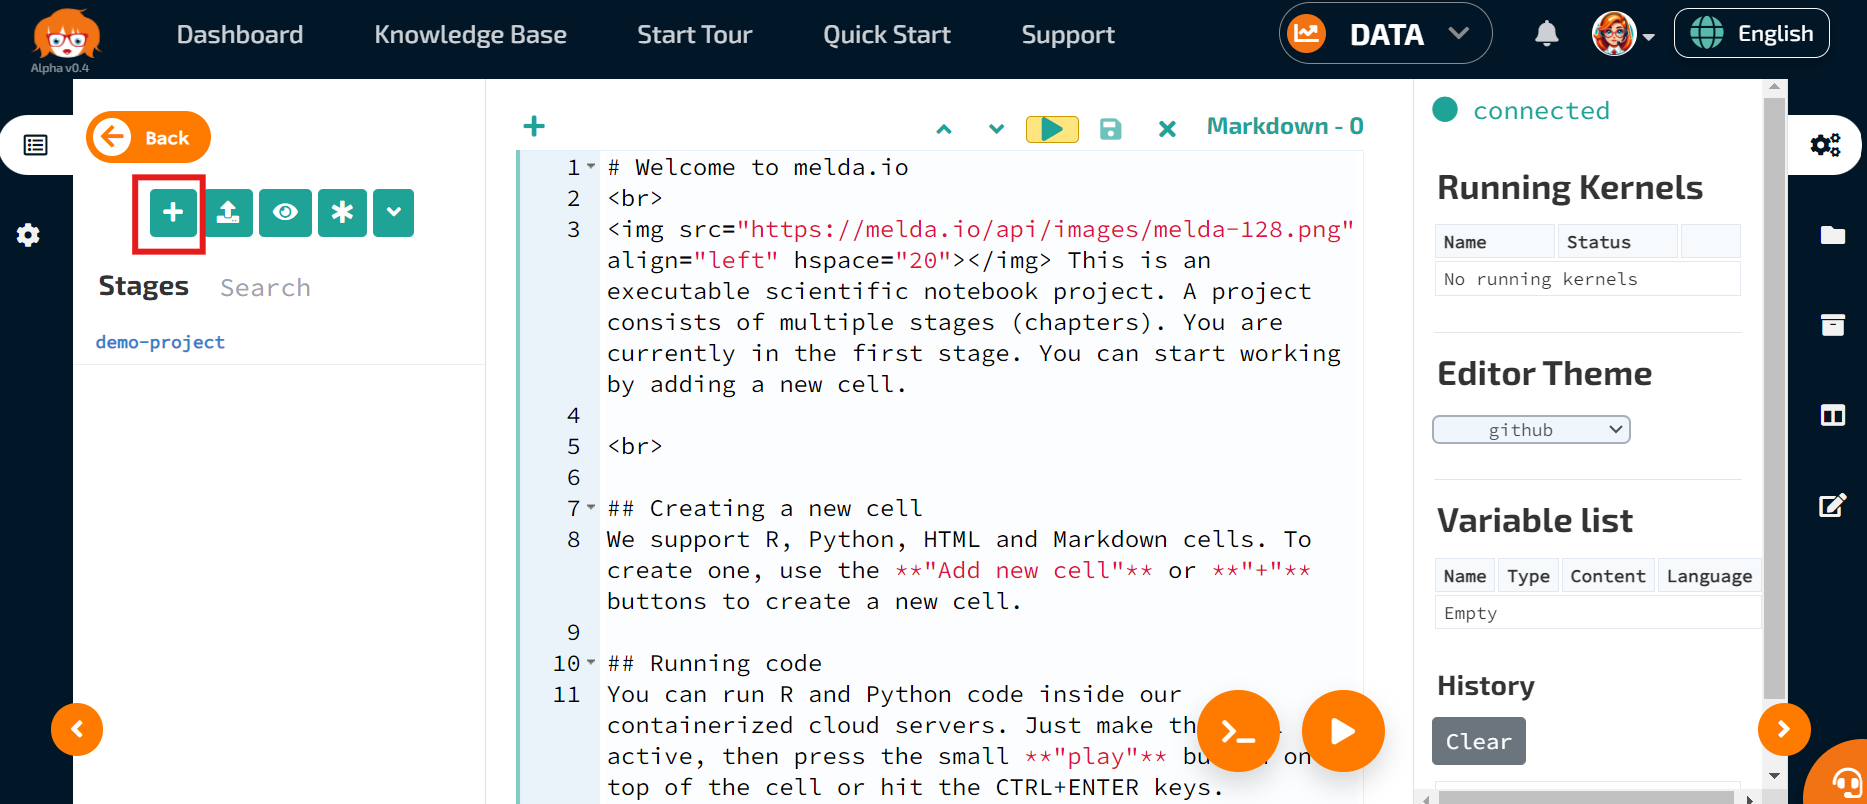 Alpha v0.4
Dashboard
Knowledge Base
Start Tour
Quick Start
Support
DATA
English
Back
Stages
Search
demo-project
Markdown - 0
1 # Welcome to melda.io
2 <br>
3 <img src="https://melda.io/api/images/melda-128.png"
align="left" hspace="20"></img> This is an
executable scientific notebook project. A project
consists of multiple stages (chapters). You are
currently in the first stage. You can start working
by adding a new cell.
4
5 <br>
6
7 ## Creating a new cell
8 We support R, Python, HTML and Markdown cells. To
create one, use the **"Add new cell"** or **"+"**
buttons to create a new cell.
9
10 ## Running code
11 You can run R and Python code inside our
containerized cloud servers. Just make th
active, then press the small **"play"** bu on
top of the cell or hit the CTRL+ENTER keys.
connected
Running Kernels
Name Status
No running kernels
Editor Theme
github
Variable list
Name Type Content Language
Empty
History
Clear